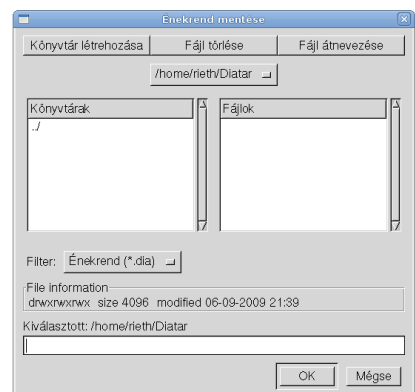 Énekrend mentése
Könyvtár létrehozása
Fájl törlése
Fájl átnevezése
/home/rieth/Diatar
Könyvtárak
Fájlok
../
Filter: Énekrend (*.dia)
File information
drwxrwxrwx size 4096 modified 06-09-2009 21:39
Kiválasztott: /home/rieth/Diatar
OK
Mégse